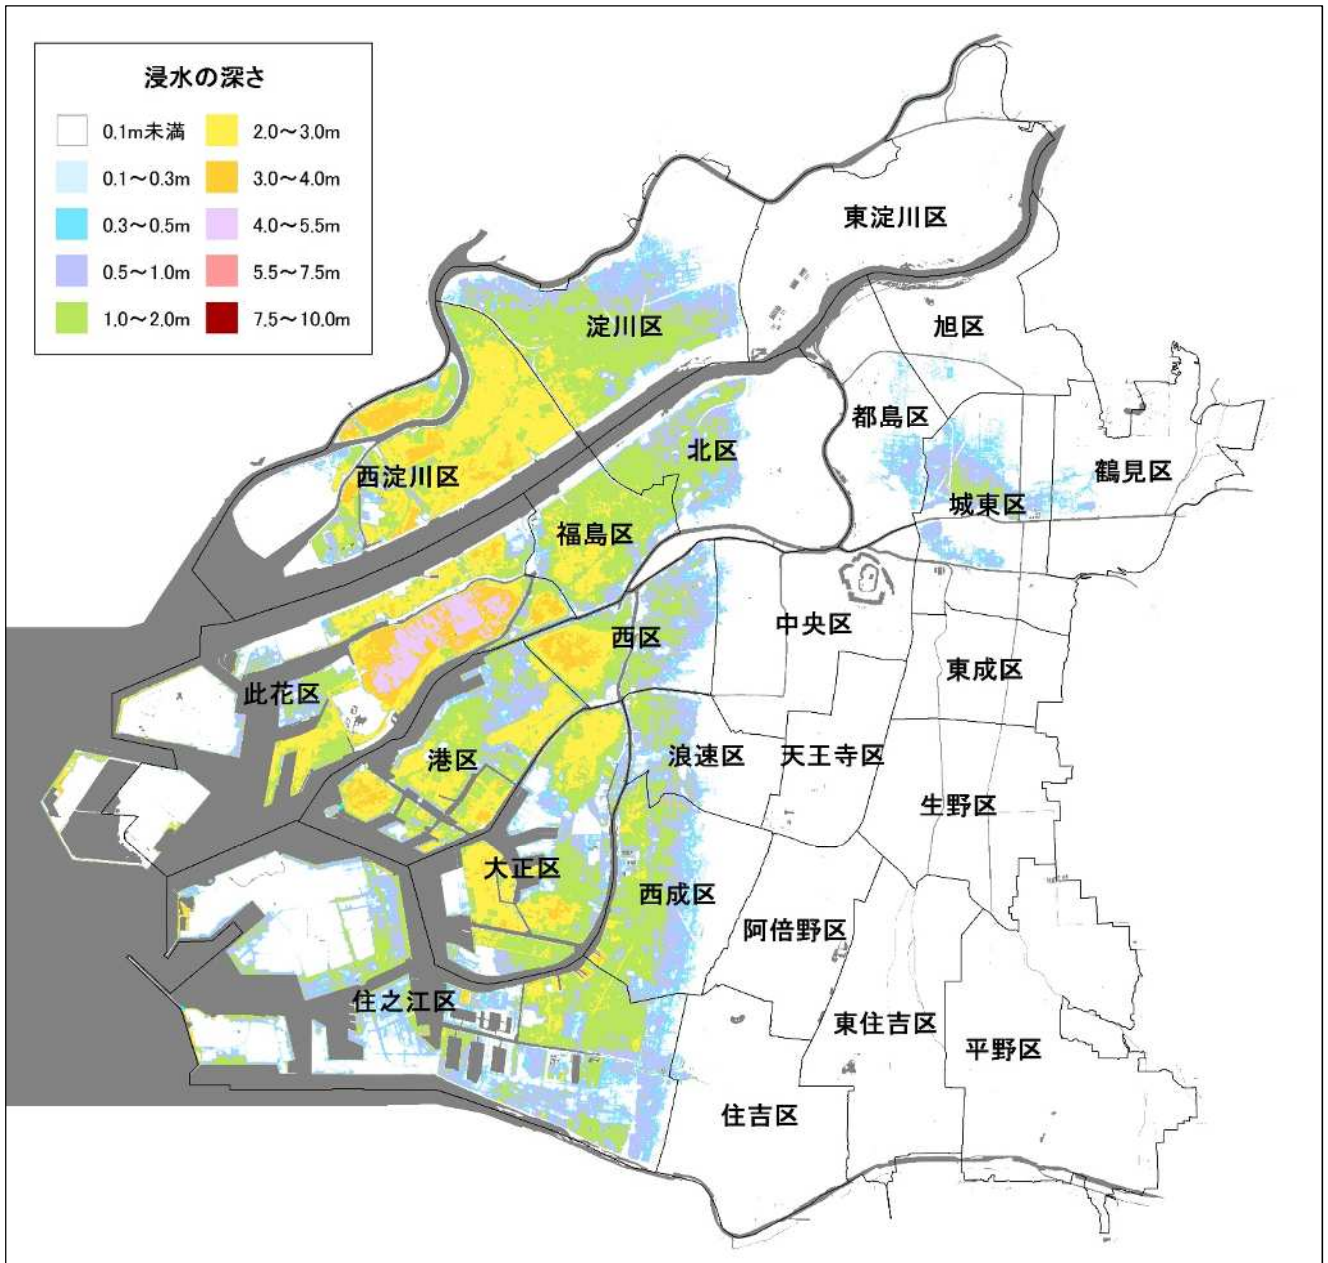 浸水の深さ
0.1m未満
2.0～3.0m
0.1～0.3m
3.0～4.0m
0.3～0.5m
4.0～5.5m
0.5～1.0m
5.5～7.5m
1.0～2.0m
7.5～10.0m
東淀川区
淀川区
旭区
都島区
北区
鶴見区
西淀川区
城東区
福島区
中央区
西区
東成区
此花区
港区
浪速区
天王寺区
生野区
大正区
西成区
阿倍野区
住之江区
東住吉区
平野区
住吉区